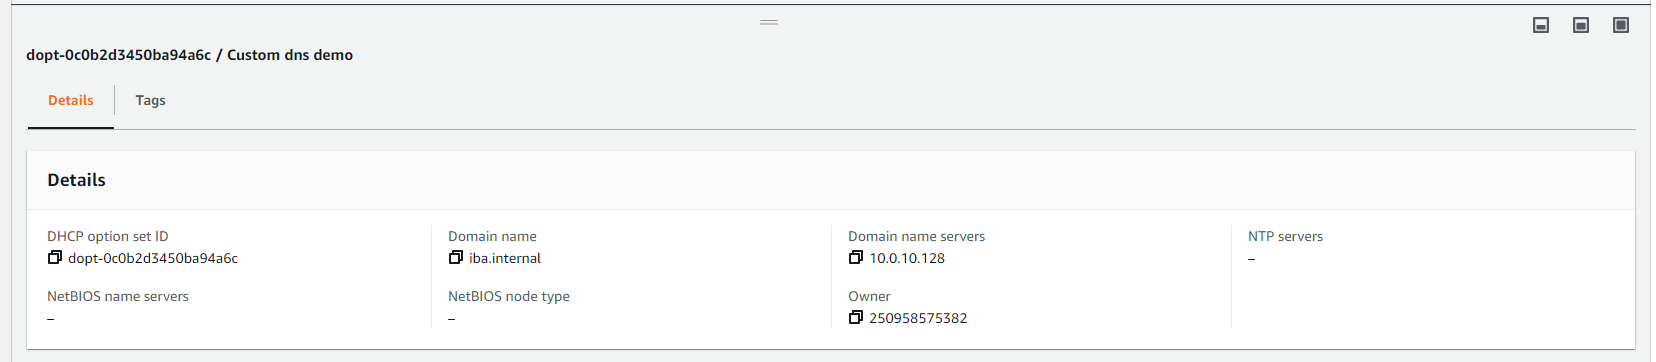 dopt-0c0b2d3450ba94a6c / Custom dns demo
Details
Tags
Details
DHCP option set ID
dopt-0c0b2d3450ba94a6c
Domain name
iba.internal
Domain name servers
10.0.10.128
NTP servers
–
NetBIOS name servers
–
NetBIOS node type
–
Owner
250958575382